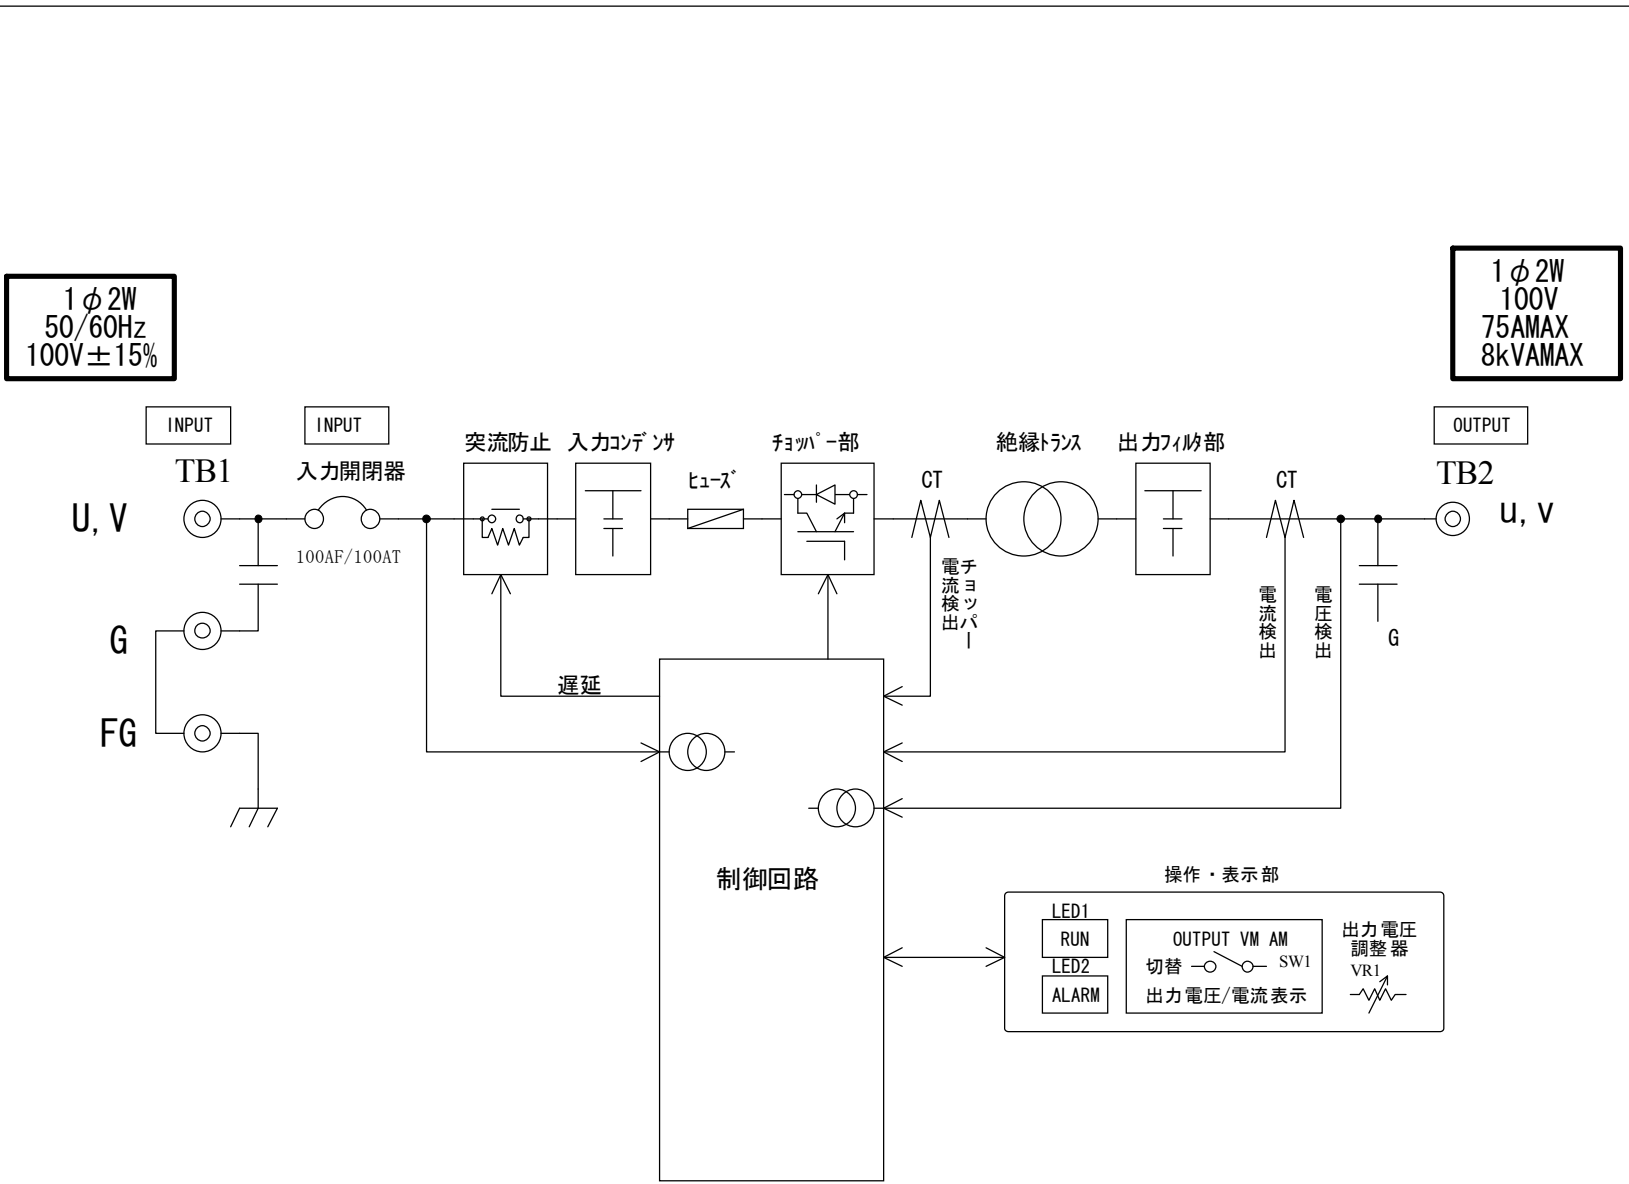 1φ2W
50/60Hz
100V±15%
1φ2W
100V
75AMAX
8kVAMAX
INPUT
INPUT
OUTPUT
TB1
入力開閉器
突流防止
入力ｺﾝﾃﾞﾝｻ
ﾋｭｰｽﾞ
ﾁｮｯﾊﾟｰ部
CT
絶縁ﾄﾗﾝｽ
出力ﾌｨﾙﾀ部
CT
TB2
U,V
100AF/100AT
u,v
チョッパー
電流検出
電流検出
電圧検出
G
G
遅延
FG
制御回路
操作・表示部
LED1
RUN
LED2
ALARM
OUTPUT VM AM
切替
SW1
出力電圧/電流表示
出力電圧
調整器
VR1